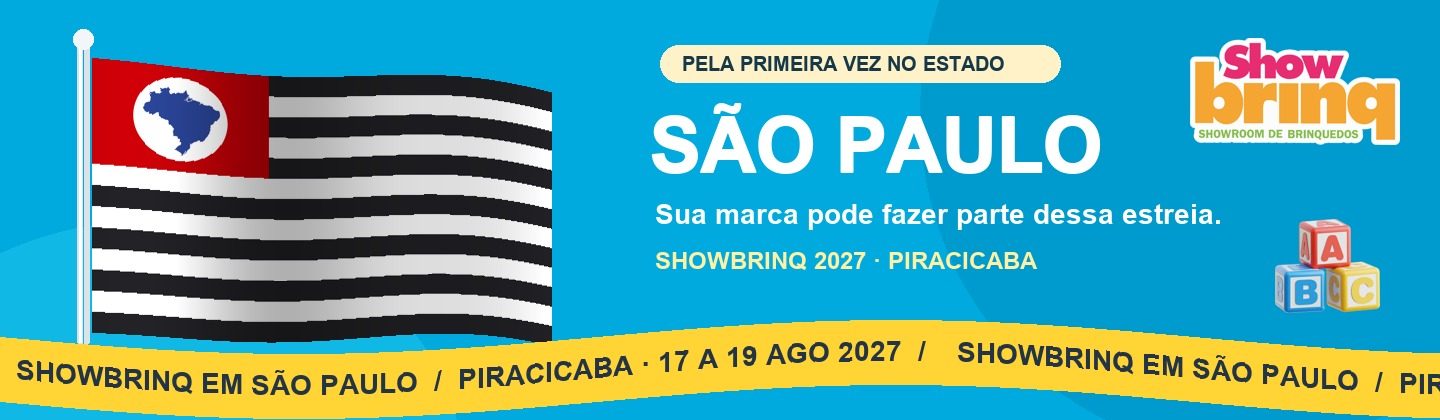 PELA PRIMEIRA VEZ NO ESTADO
SÃO PAULO
Sua marca pode fazer parte dessa estreia.
SHOWBRINQ 2027 · PIRACICABA
Show
brinq
SHOWROOM DE BRINQUEDOS
A
B C C
SHOWBRINQ EM SÃO PAULO / PIRACICABA · 17 A 19 AGO 2027 / SHOWBRINQ EM SÃO PAULO / PIR